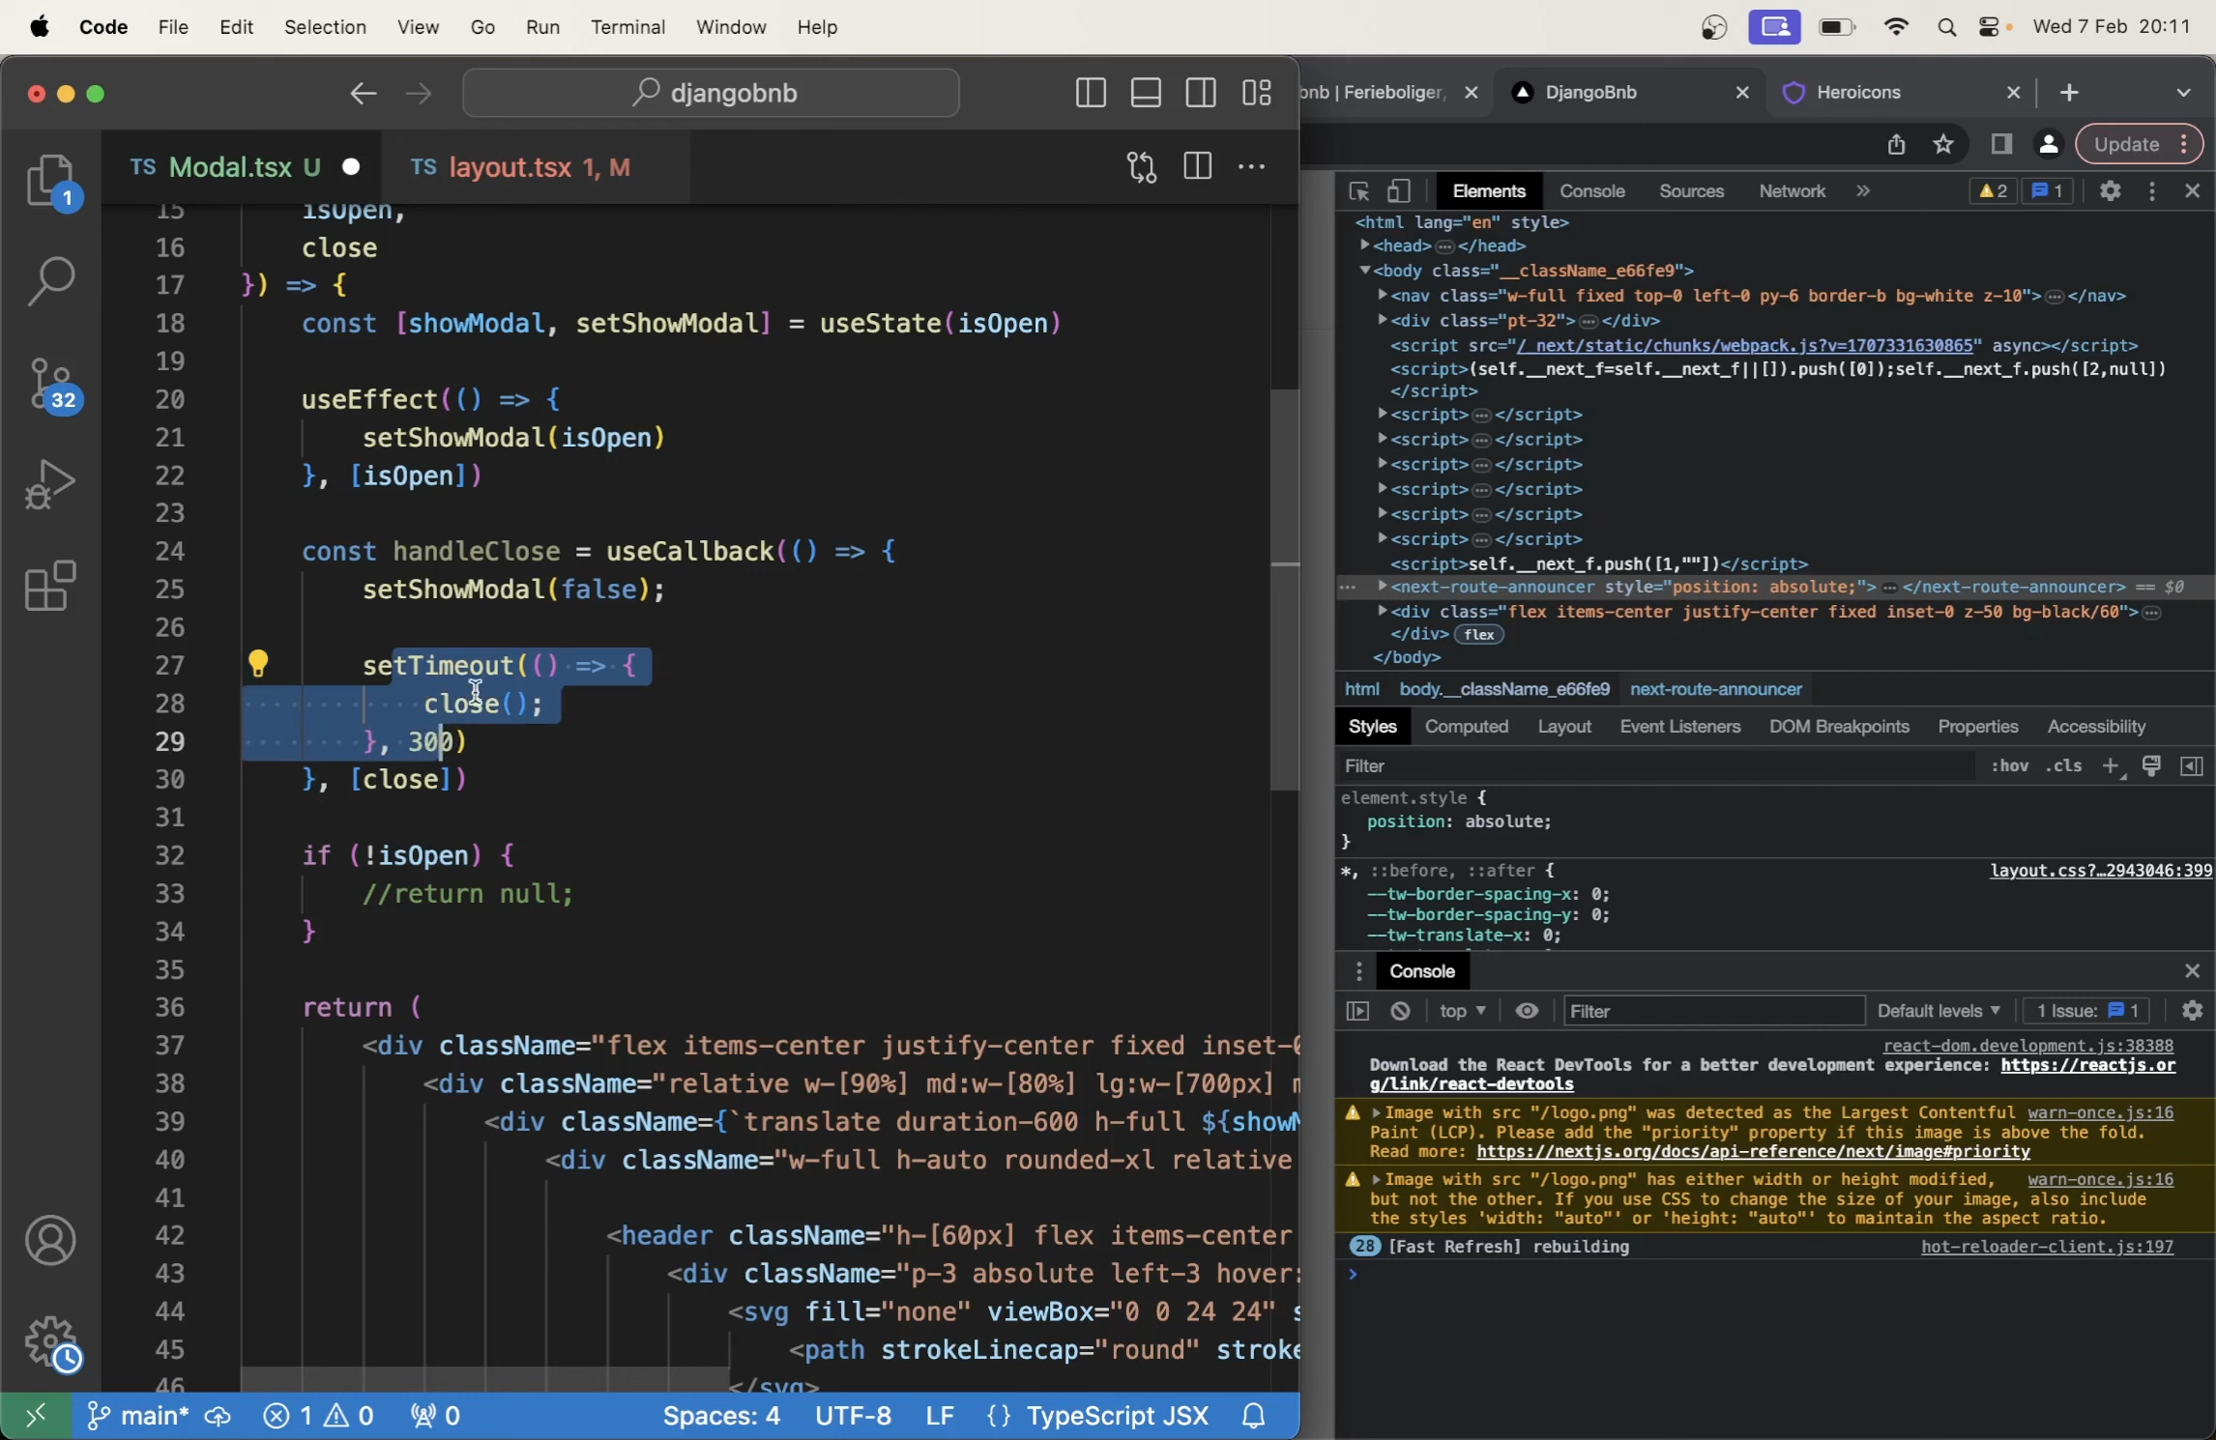 Code File Edit Selection View Go Run Terminal Window Help Wed 7 Feb 20:11
djangobnb
bnb | Ferieboliger, DjangoBnb Heroicons
Update
TS Modal.tsx U TS layout.tsx 1, M
1
32
15 isOpen,
16 close
17 }) => {
18 const [showModal, setShowModal] = useState(isOpen)
19
20 useEffect(() => {
21 setShowModal(isOpen)
22 }, [isOpen])
23
24 const handleClose = useCallback(() => {
25 setShowModal(false);
26
27 setTimeout(() => {
28 close();
29 }, 300)
30 }, [close])
31
32 if (!isOpen) {
33 //return null;
34 }
35
36 return (
37 <div className="flex items-center justify-center fixed inset-0
38 <div className="relative w-[90%] md:w-[80%] lg:w-[700px]
39 <div className={`translate duration-600 h-full ${showM
40 <div className="w-full h-auto rounded-xl relative
41
42 <header className="h-[60px] flex items-center
43 <div className="p-3 absolute left-3 hover:
44 <svg fill="none" viewBox="0 0 24 24" s
45 <path strokeLinecap="round" stroke
46 </svg>
main* 1 0 0 Spaces: 4 UTF-8 LF {} TypeScript JSX
Elements Console Sources Network » 2 1
<html lang="en" style>
<head>…</head>
<body class="__className_e66fe9">
<nav class="w-full fixed top-0 left-0 py-6 border-b bg-white z-10">…</nav>
<div class="pt-32">…</div>
<script src="/_next/static/chunks/webpack.js?v=1707331630865" async></script>
<script>(self.__next_f=self.__next_f||[]).push([0]);self.__next_f.push([2,null])
</script>
<script>…</script>
<script>…</script>
<script>…</script>
<script>…</script>
<script>…</script>
<script>…</script>
<script>self.__next_f.push([1,""])</script>
<next-route-announcer style="position: absolute;">…</next-route-announcer> == $0
<div class="flex items-center justify-center fixed inset-0 z-50 bg-black/60">…
</div> flex
</body>
html body.__className_e66fe9 next-route-announcer
Styles Computed Layout Event Listeners DOM Breakpoints Properties Accessibility
Filter :hov .cls +
element.style {
position: absolute;
}
*, ::before, ::after { layout.css?…2943046:399
--tw-border-spacing-x: 0;
--tw-border-spacing-y: 0;
--tw-translate-x: 0;
Console
top Filter Default levels 1 Issue: 1
react-dom.development.js:38388
Download the React DevTools for a better development experience: https://reactjs.or
g/link/react-devtools
Image with src "/logo.png" was detected as the Largest Contentful warn-once.js:16
Paint (LCP). Please add the "priority" property if this image is above the fold.
Read more: https://nextjs.org/docs/api-reference/next/image#priority
Image with src "/logo.png" has either width or height modified, warn-once.js:16
but not the other. If you use CSS to change the size of your image, also include
the styles 'width: "auto"' or 'height: "auto"' to maintain the aspect ratio.
28 [Fast Refresh] rebuilding hot-reloader-client.js:197